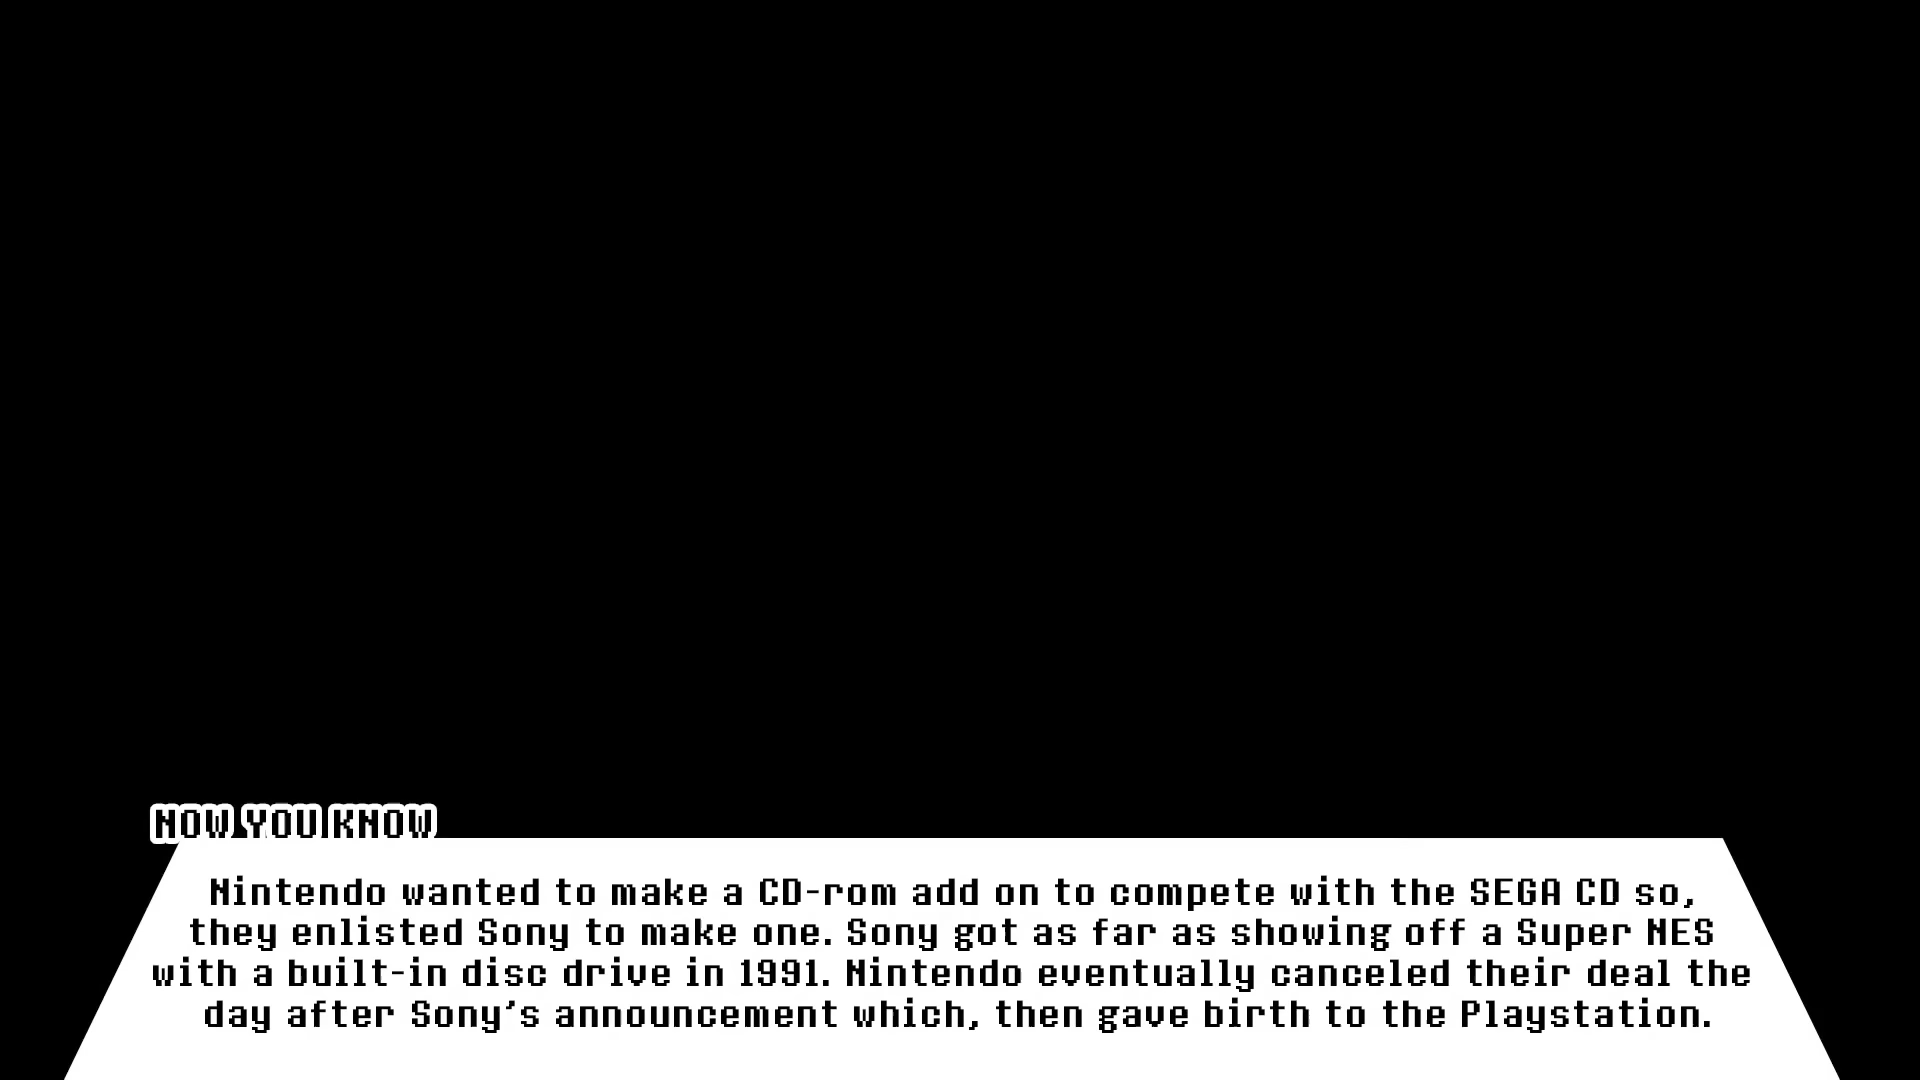 NOW YOU KNOW
Nintendo wanted to make a CD-rom add on to compete with the SEGA CD so,
they enlisted Sony to make one. Sony got as far as showing off a Super NES
with a built-in disc drive in 1991. Nintendo eventually canceled their deal the
day after Sony's announcement which, then gave birth to the Playstation.